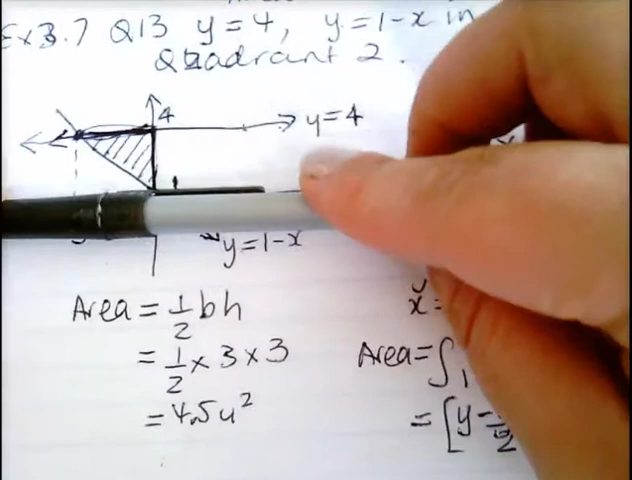 Ex3.7 Q13 y=4, y=1-x in
Quadrant 2.
4
y=4
1
y=1-x
Area = 1/2 bh
= 1/2 × 3 × 3
= 4.5u²
x =
Area = ∫ 1
= [y -